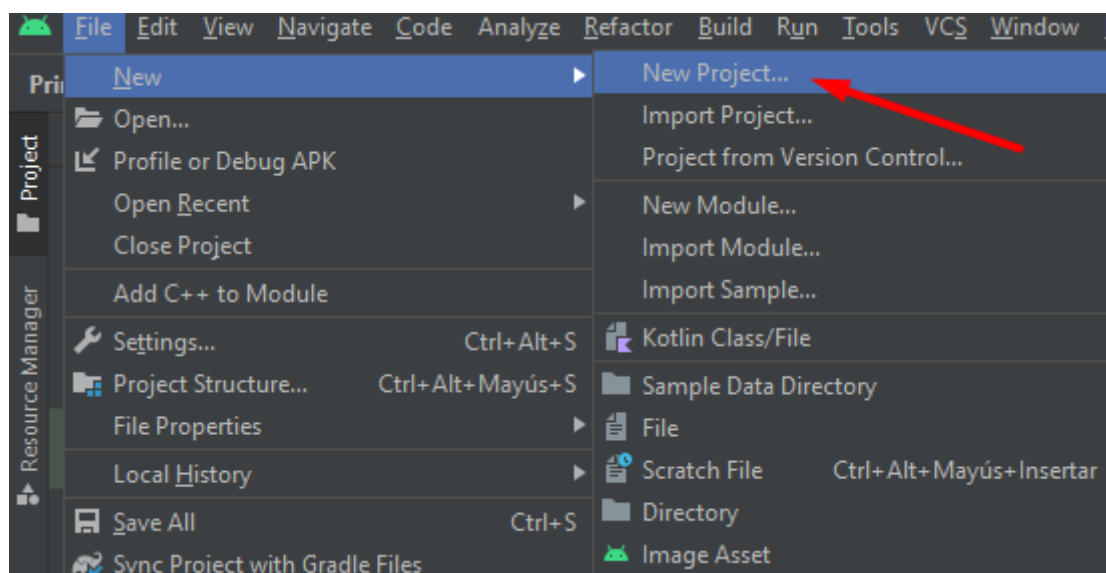 File Edit View Navigate Code Analyze Refactor Build Run Tools VCS Window
Project
Resource Manager
New
Open...
Profile or Debug APK
Open Recent
Close Project
Add C++ to Module
Settings... Ctrl+Alt+S
Project Structure... Ctrl+Alt+Mayús+S
File Properties
Local History
Save All Ctrl+S
Sync Project with Gradle Files
New Project...
Import Project...
Project from Version Control...
New Module...
Import Module...
Import Sample...
Kotlin Class/File
Sample Data Directory
File
Scratch File Ctrl+Alt+Mayús+Insertar
Directory
Image Asset